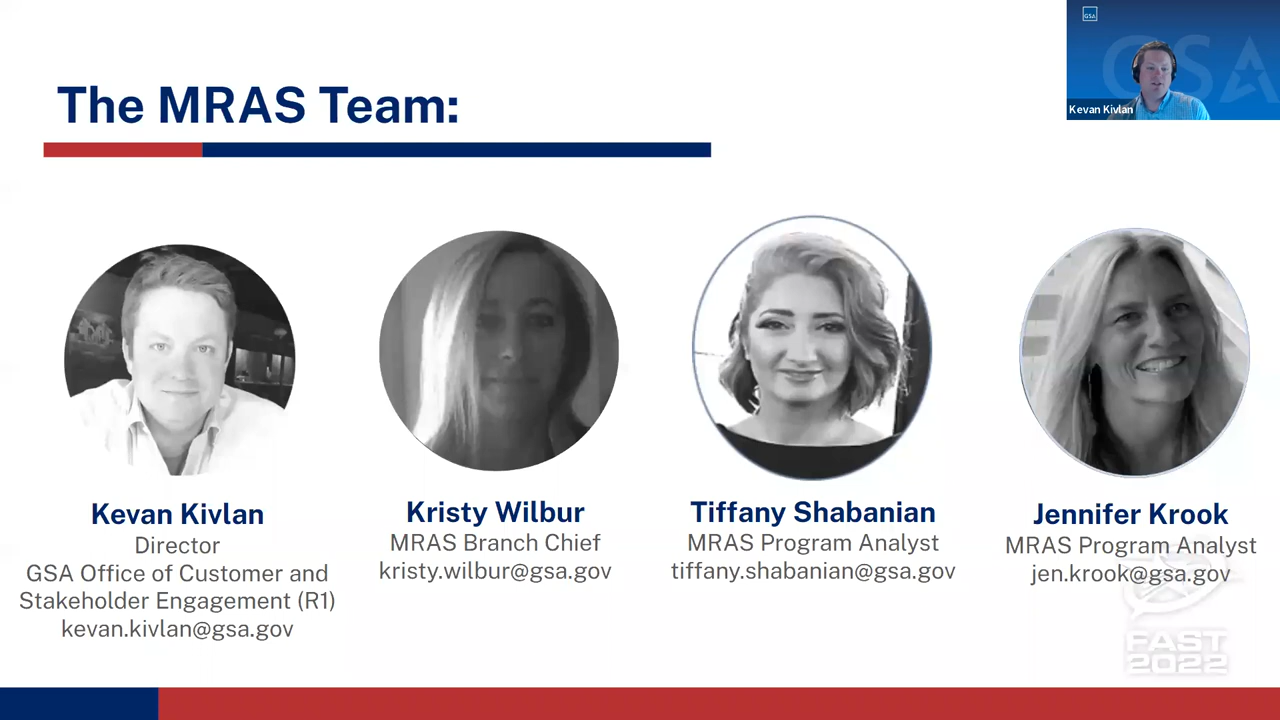 GSA
GSA
Kevan Kivlan
The MRAS Team:
Kevan Kivlan
Director
GSA Office of Customer and
Stakeholder Engagement (R1)
kevan.kivlan@gsa.gov
Kristy Wilbur
MRAS Branch Chief
kristy.wilbur@gsa.gov
Tiffany Shabanian
MRAS Program Analyst
tiffany.shabanian@gsa.gov
Jennifer Krook
MRAS Program Analyst
jen.krook@gsa.gov
FAST
2022